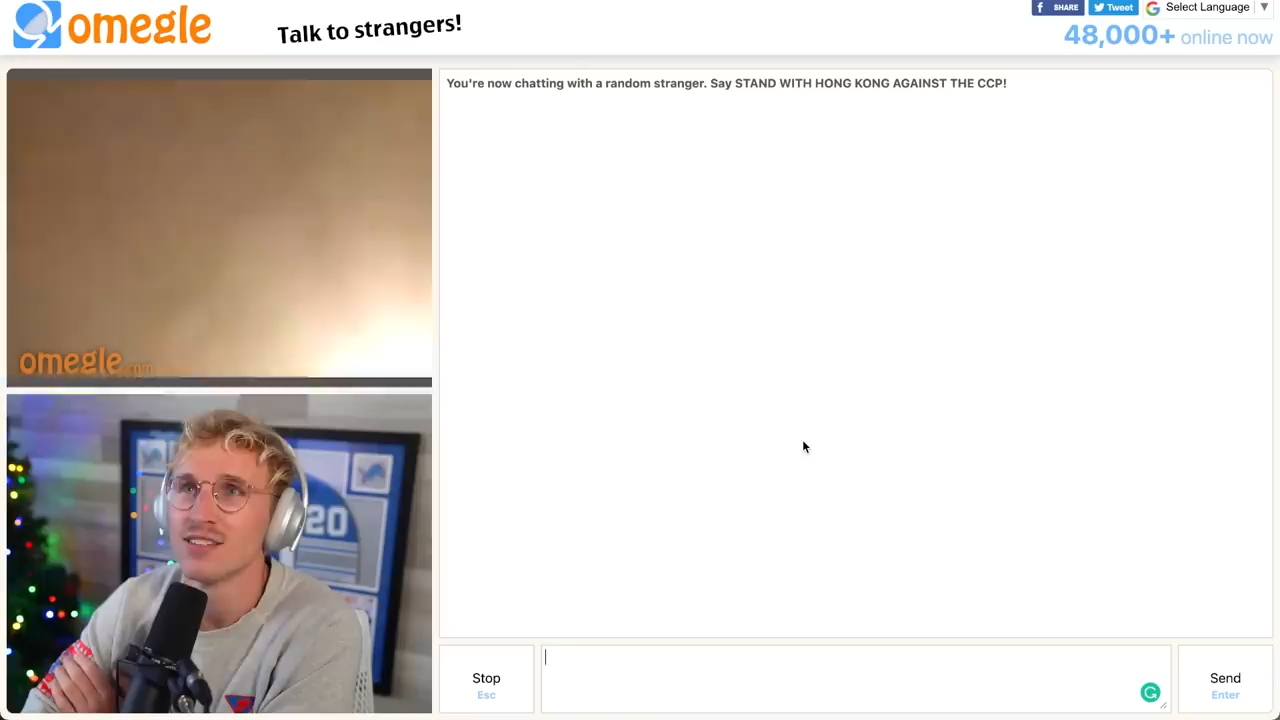 omegle
Talk to strangers!
f SHARE
Tweet
G Select Language ▼
48,000+ online now
You're now chatting with a random stranger. Say STAND WITH HONG KONG AGAINST THE CCP!
omegle.com
20
Stop
Esc
Send
Enter